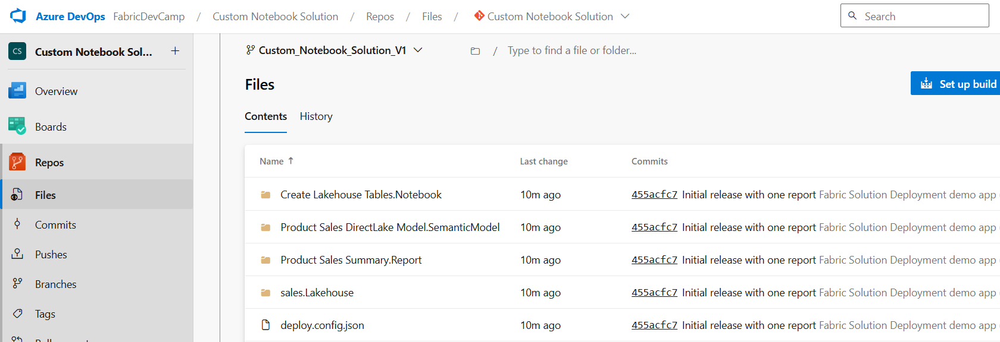 Azure DevOps FabricDevCamp / Custom Notebook Solution / Repos / Files / Custom Notebook Solution
Search
CS Custom Notebook Sol... +
Overview
Boards
Repos
Files
Commits
Pushes
Branches
Tags
Custom_Notebook_Solution_V1 / Type to find a file or folder...
Files
Set up build
Contents History
Name ↑ Last change Commits
Create Lakehouse Tables.Notebook 10m ago 455acfc7 Initial release with one report Fabric Solution Deployment demo app
Product Sales DirectLake Model.SemanticModel 10m ago 455acfc7 Initial release with one report Fabric Solution Deployment demo app
Product Sales Summary.Report 10m ago 455acfc7 Initial release with one report Fabric Solution Deployment demo app
sales.Lakehouse 10m ago 455acfc7 Initial release with one report Fabric Solution Deployment demo app
deploy.config.json 10m ago 455acfc7 Initial release with one report Fabric Solution Deployment demo app